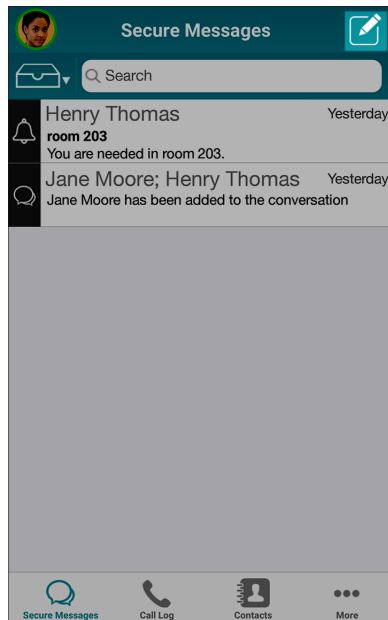 Secure Messages
Search
Henry Thomas Yesterday
room 203
You are needed in room 203.
Jane Moore; Henry Thomas Yesterday
Jane Moore has been added to the conversation
Secure Messages Call Log Contacts More